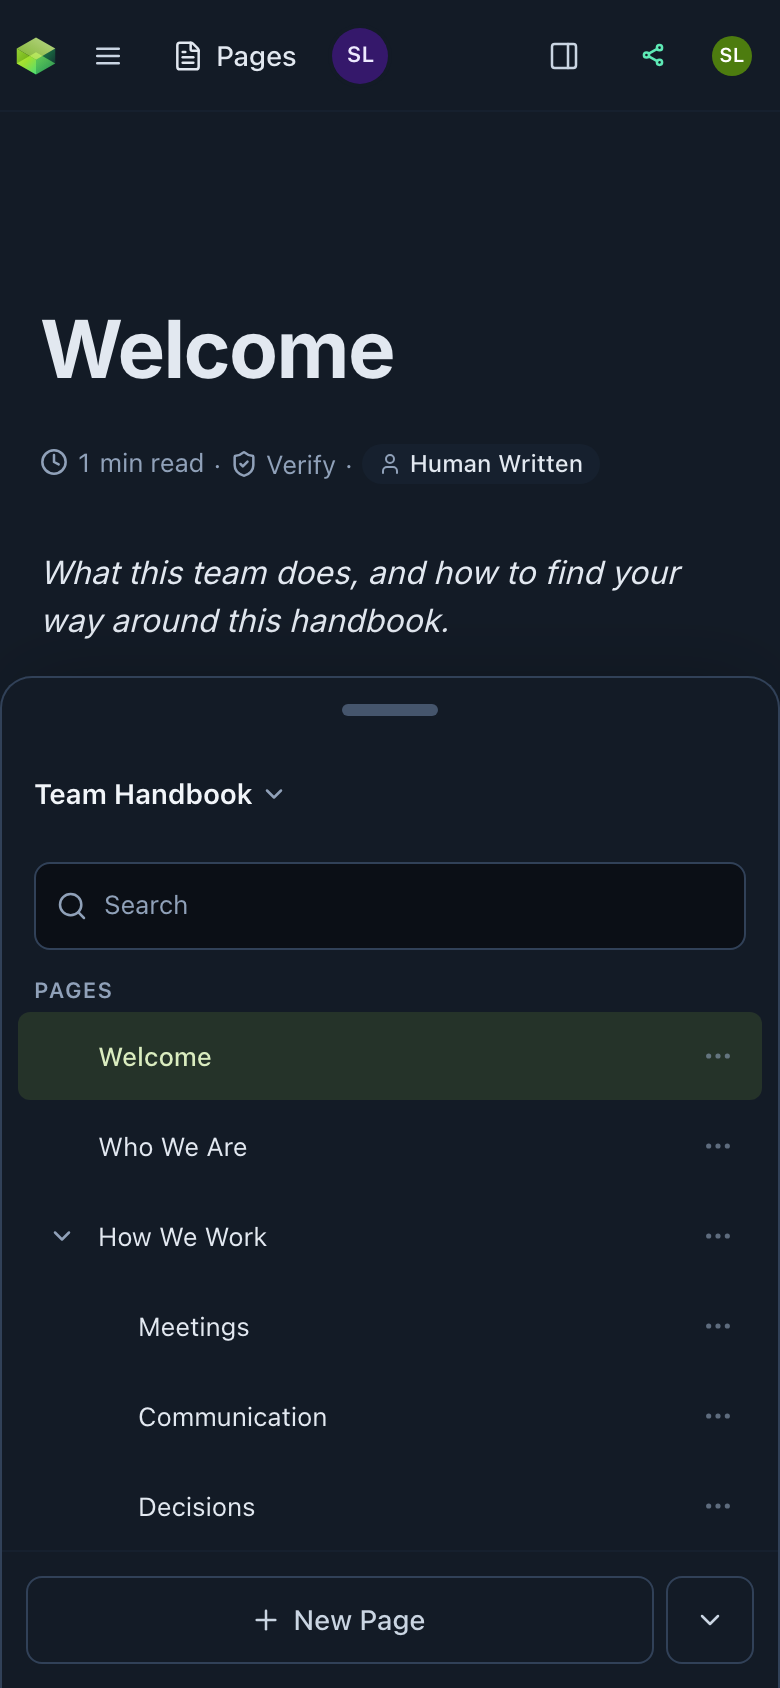 Pages
SL
SL
Welcome
1 min read · Verify · Human Written
What this team does, and how to find your
way around this handbook.
Team Handbook
Search
PAGES
Welcome
Who We Are
How We Work
Meetings
Communication
Decisions
New Page